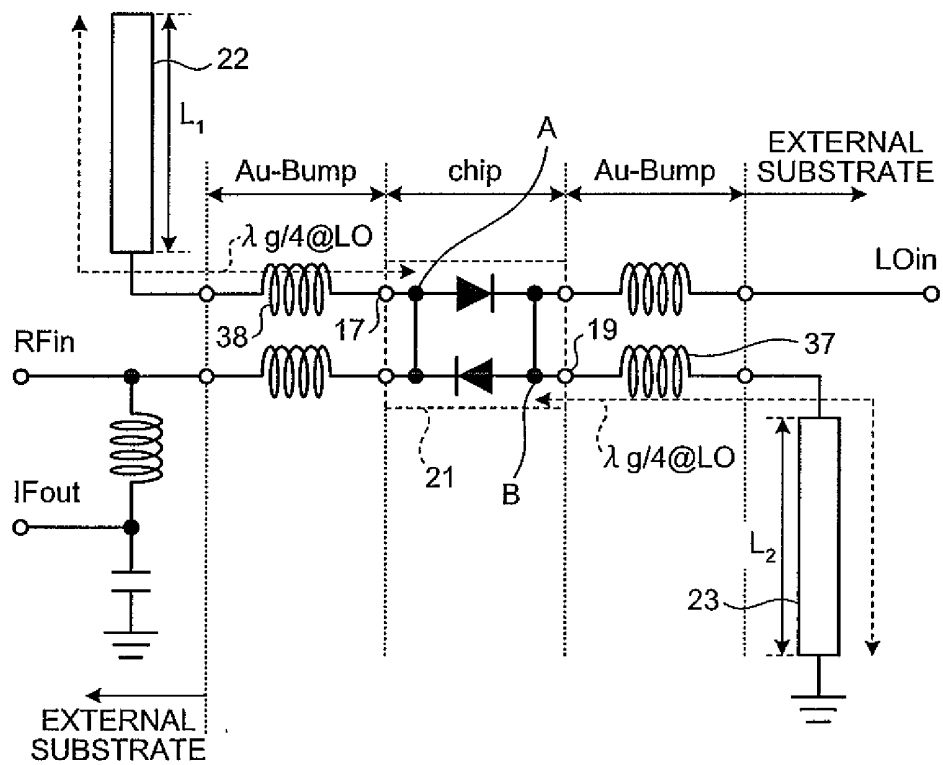 22
L1
A
EXTERNAL
SUBSTRATE
Au-Bump
chip
Au-Bump
λ g/4@LO
LOin
38
17
19
37
RFin
21
B
λ g/4@LO
IFout
L2
23
EXTERNAL
SUBSTRATE